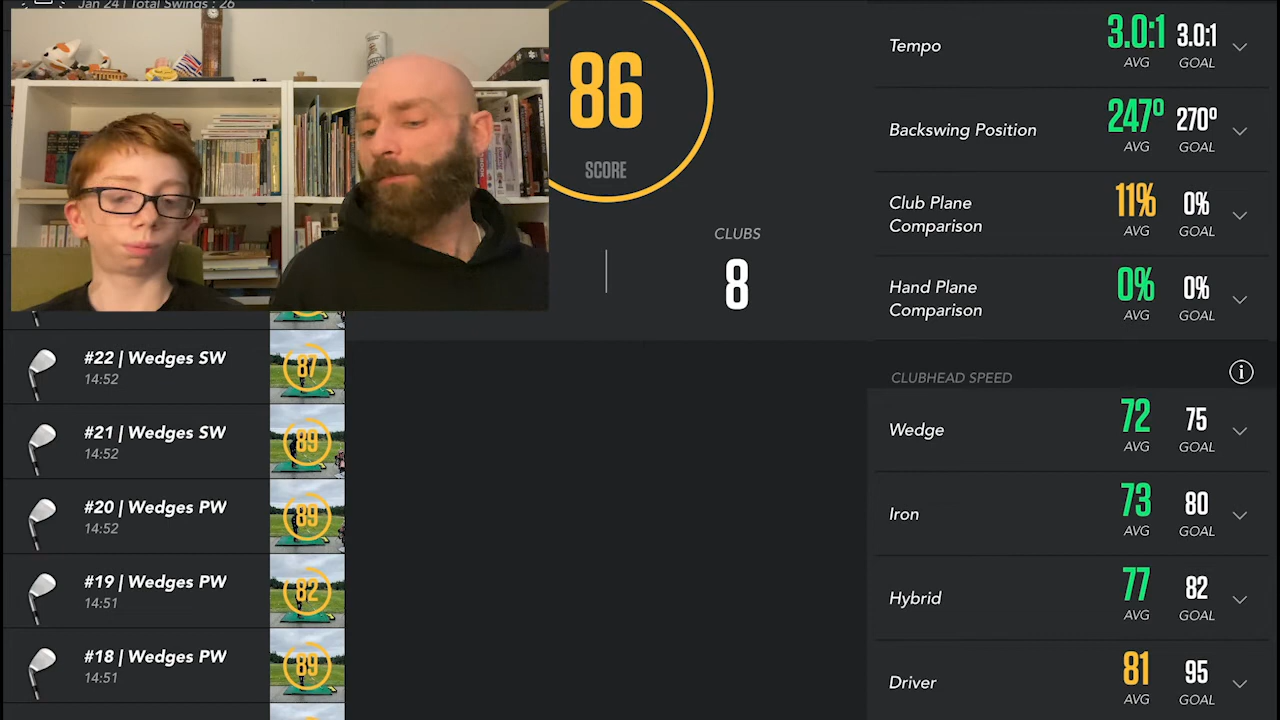 Jan 24 | Total Swings : 26
86
SCORE
CLUBS
8
#22 | Wedges SW
14:52
87
#21 | Wedges SW
14:52
89
#20 | Wedges PW
14:52
89
#19 | Wedges PW
14:51
82
#18 | Wedges PW
14:51
89
Tempo
3.0:1 3.0:1
AVG GOAL
Backswing Position
247° 270°
AVG GOAL
Club Plane
Comparison
11% 0%
AVG GOAL
Hand Plane
Comparison
0% 0%
AVG GOAL
CLUBHEAD SPEED
Wedge
72 75
AVG GOAL
Iron
73 80
AVG GOAL
Hybrid
77 82
AVG GOAL
Driver
81 95
AVG GOAL